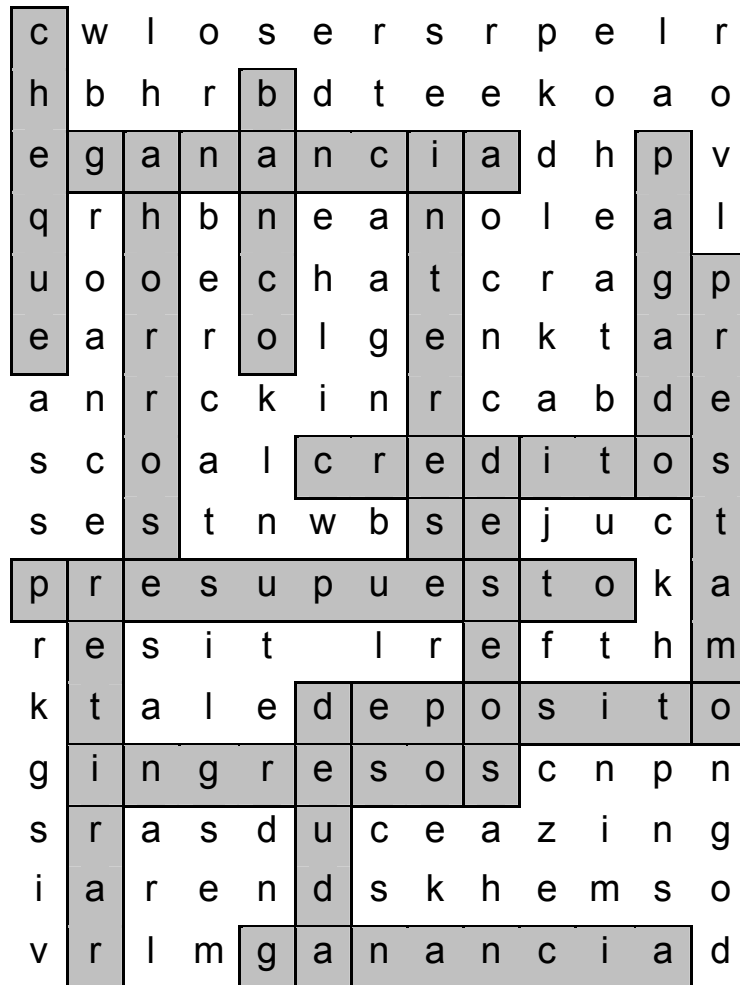 c w l o s e r s r p e l r
h b h r b d t e e k o a o
e g a n a n c i a d h p v
q r h b n e a n o l e a l
u o o e c h a t c r a g p
e a r r o l g e n k t a r
a n r c k i n r c a b d e
s c o a l c r e d i t o s
s e s t n w b s e j u c t
p r e s u p u e s t o k a
r e s i t l r e f t h m
k t a l e d e p o s i t o
g i n g r e s o s c n p n
s r a s d u c e a z i n g
i a r e n d s k h e m s o
v r l m g a n a n c i a d